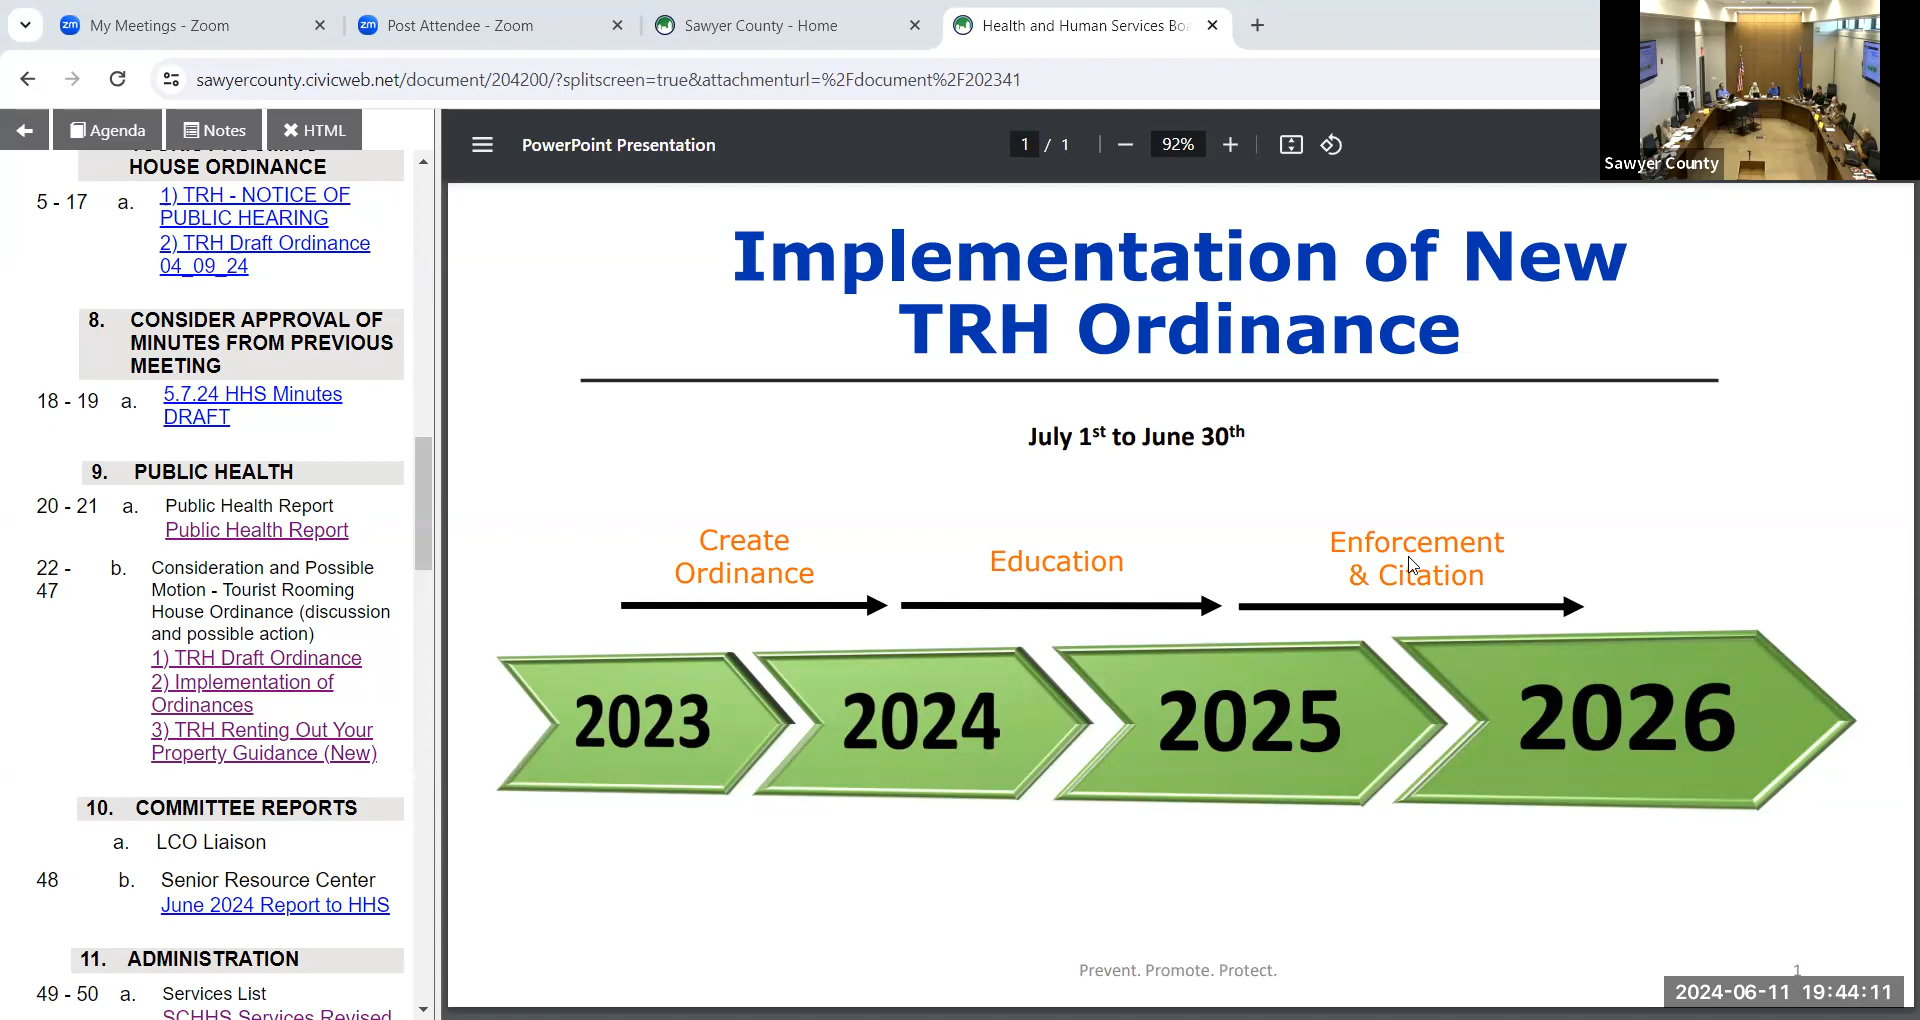 My Meetings - Zoom
Post Attendee - Zoom
Sawyer County - Home
Health and Human Services Boa
sawyercounty.civicweb.net/document/204200/?splitscreen=true&attachmenturl=%2Fdocument%2F202341
Agenda
Notes
HTML
PowerPoint Presentation
1 / 1
92%
Sawyer County
HOUSE ORDINANCE
5 - 17 a. 1) TRH - NOTICE OF
PUBLIC HEARING
2) TRH Draft Ordinance
04_09_24
8. CONSIDER APPROVAL OF
MINUTES FROM PREVIOUS
MEETING
18 - 19 a. 5.7.24 HHS Minutes
DRAFT
9. PUBLIC HEALTH
20 - 21 a. Public Health Report
Public Health Report
22 - b. Consideration and Possible
47 Motion - Tourist Rooming
House Ordinance (discussion
and possible action)
1) TRH Draft Ordinance
2) Implementation of
Ordinances
3) TRH Renting Out Your
Property Guidance (New)
10. COMMITTEE REPORTS
a. LCO Liaison
48 b. Senior Resource Center
June 2024 Report to HHS
11. ADMINISTRATION
49 - 50 a. Services List
SCHHS Services Revised
Implementation of New
TRH Ordinance
July 1st to June 30th
Create
Ordinance
Education
Enforcement
& Citation
2023
2024
2025
2026
Prevent. Promote. Protect.
1
2024-06-11 19:44:11